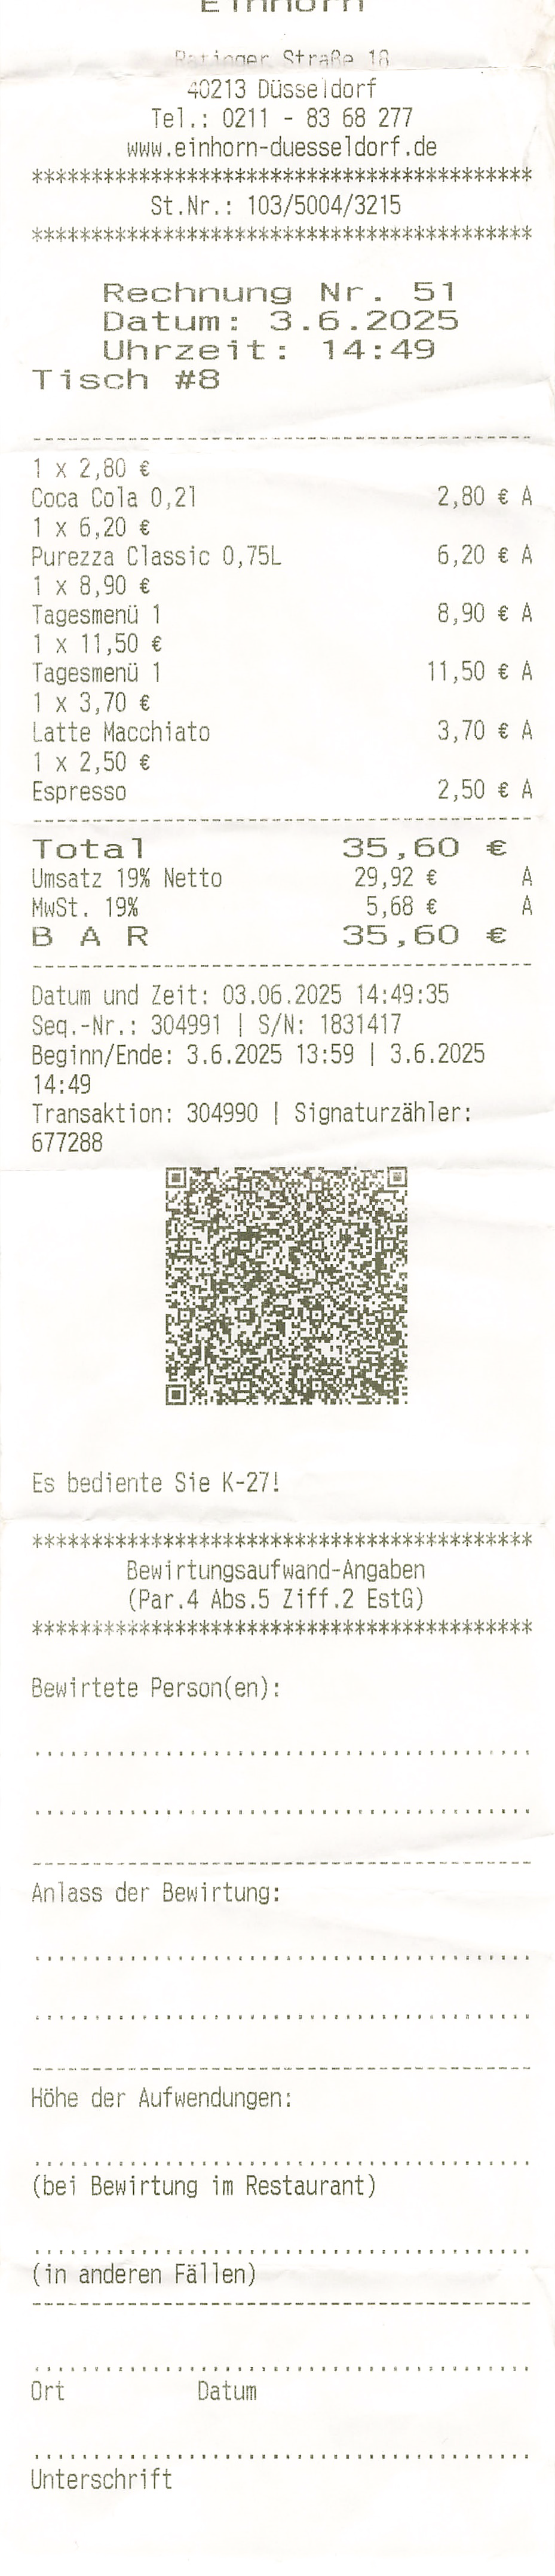 Einhorn
Ratinger Straße 18
40213 Düsseldorf
Tel.: 0211 - 83 68 277
www.einhorn-duesseldorf.de
******************************************
St.Nr.: 103/5004/3215
******************************************
Rechnung Nr. 51
Datum: 3.6.2025
Uhrzeit: 14:49
Tisch #8
------------------------------------------
1 x 2,80 €
Coca Cola 0,2l 2,80 € A
1 x 6,20 €
Purezza Classic 0,75L 6,20 € A
1 x 8,90 €
Tagesmenü 1 8,90 € A
1 x 11,50 €
Tagesmenü 1 11,50 € A
1 x 3,70 €
Latte Macchiato 3,70 € A
1 x 2,50 €
Espresso 2,50 € A
------------------------------------------
Total 35,60 €
Umsatz 19% Netto 29,92 € A
MwSt. 19% 5,68 € A
B A R 35,60 €
------------------------------------------
Datum und Zeit: 03.06.2025 14:49:35
Seq.-Nr.: 304991 | S/N: 1831417
Beginn/Ende: 3.6.2025 13:59 | 3.6.2025
14:49
Transaktion: 304990 | Signaturzähler:
677288
Es bediente Sie K-27!
******************************************
Bewirtungsaufwand-Angaben
(Par.4 Abs.5 Ziff.2 EstG)
******************************************
Bewirtete Person(en):
..........................................
..........................................
------------------------------------------
Anlass der Bewirtung:
..........................................
..........................................
------------------------------------------
Höhe der Aufwendungen:
..........................................
(bei Bewirtung im Restaurant)
..........................................
(in anderen Fällen)
------------------------------------------
..........................................
Ort Datum
..........................................
Unterschrift